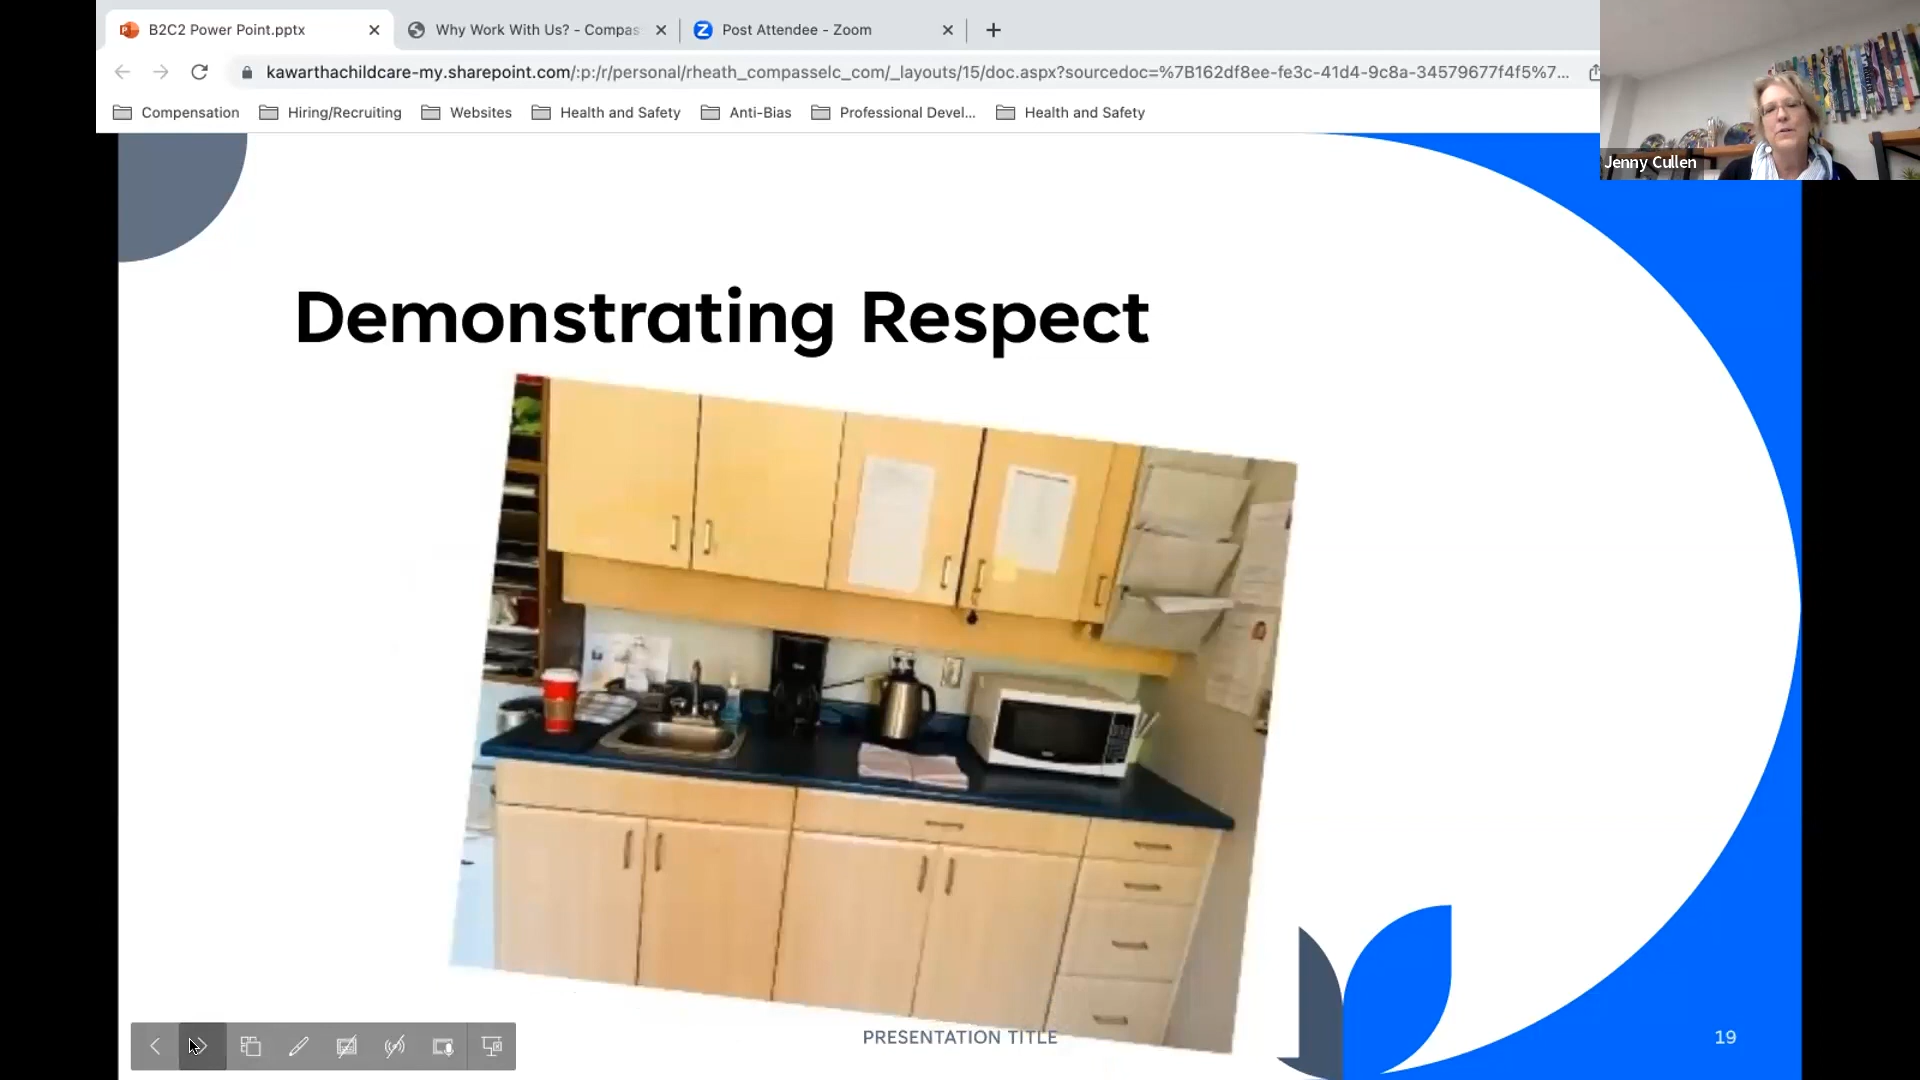 B2C2 Power Point.pptx
Why Work With Us? - Compas
Post Attendee - Zoom
kawarthachildcare-my.sharepoint.com/:p:/r/personal/rheath_compasselc_com/_layouts/15/doc.aspx?sourcedoc=%7B162df8ee-fe3c-41d4-9c8a-34579677f4f5%7...
Compensation
Hiring/Recruiting
Websites
Health and Safety
Anti-Bias
Professional Devel...
Health and Safety
Jenny Cullen
Demonstrating Respect
PRESENTATION TITLE
19